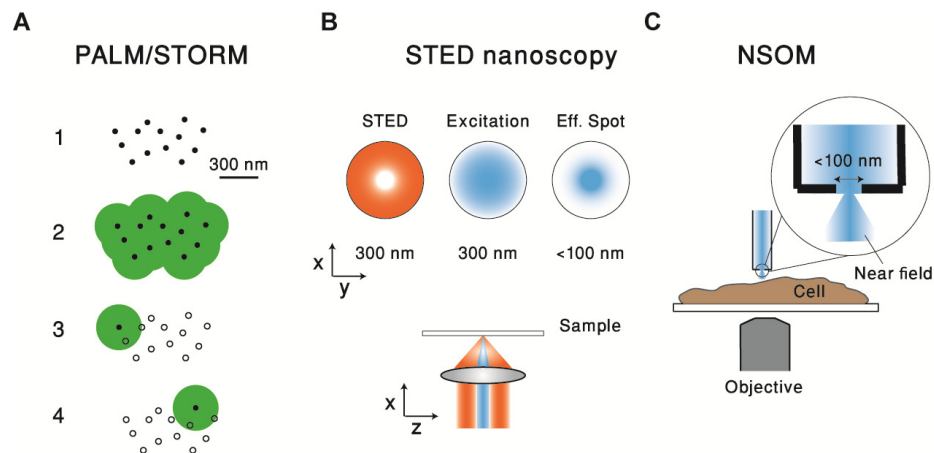 A
PALM/STORM
1
300 nm
2
3
4
B
STED nanoscopy
STED Excitation Eff. Spot
300 nm 300 nm <100 nm
x
y
Sample
x
z
C
NSOM
<100 nm
Near field
Cell
Objective